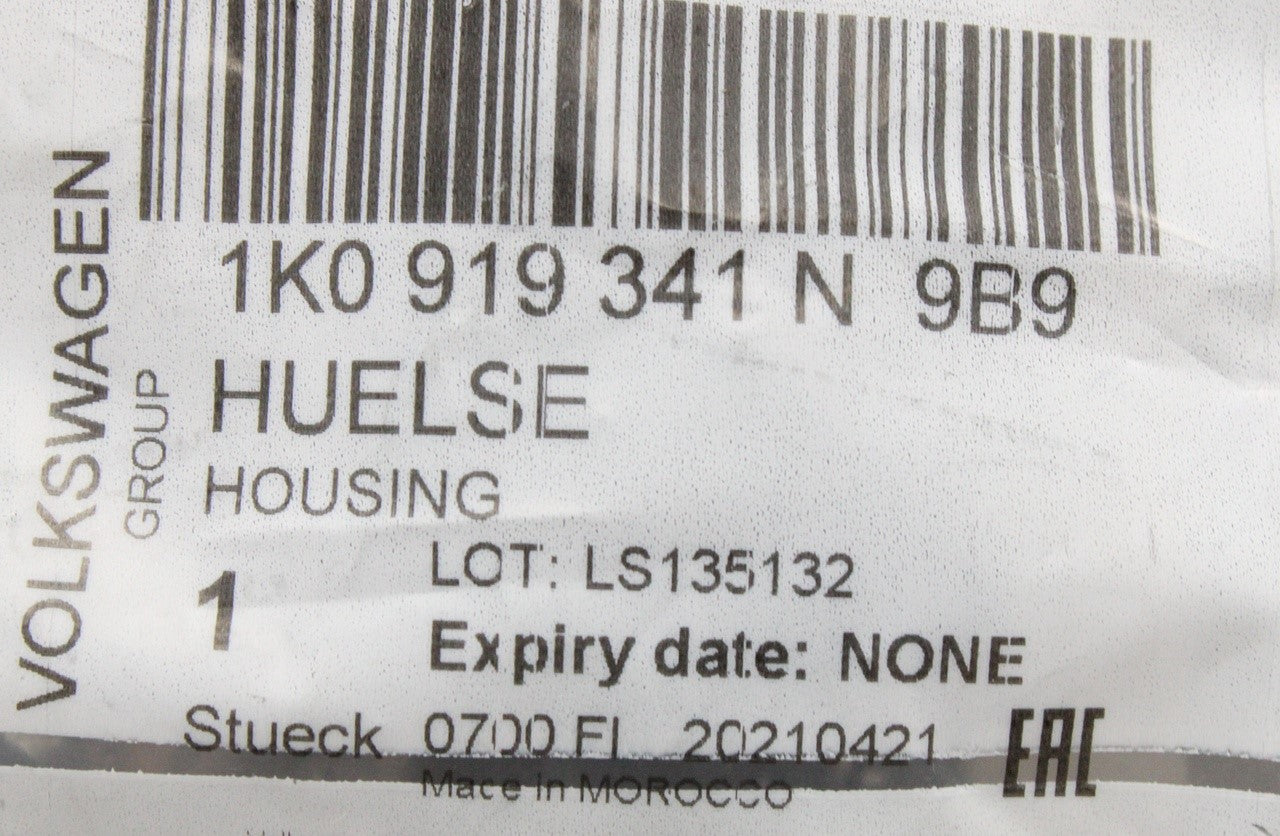 VOLKSWAGEN
GROUP
1K0 919 341 N 9B9
HUELSE
HOUSING
LOT: LS135132
1
Expiry date: NONE
Stueck 0700 FI 20210421
EAC
Made in MOROCCO